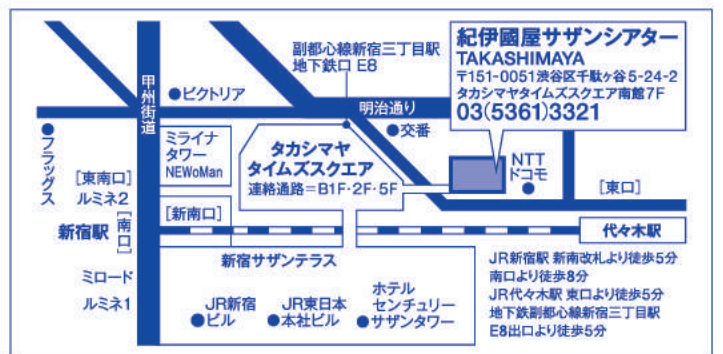 紀伊國屋サザンシアター
TAKASHIMAYA
〒151-0051渋谷区千駄ヶ谷5-24-2
タカシマヤタイムズスクエア南館7F
03(5361)3321
副都心線新宿三丁目駅
地下鉄口 E8
甲州街道
●ビクトリア
明治通り
●交番
●フラッグス
ミライナ
タワー
NEWoMan
タカシマヤ
タイムズスクエア
連絡通路=B1F・2F・5F
NTT
ドコモ
●
[東口]
[東南口]
ルミネ2
[新南口]
新宿駅
[南口]
代々木駅
新宿サザンテラス
ミロード
ルミネ1
JR新宿
●ビル
JR東日本
●本社ビル
ホテル
センチュリー
●サザンタワー
JR新宿駅 新南改札より徒歩5分
南口より徒歩8分
JR代々木駅 東口より徒歩5分
地下鉄副都心線新宿三丁目駅
E8出口より徒歩5分